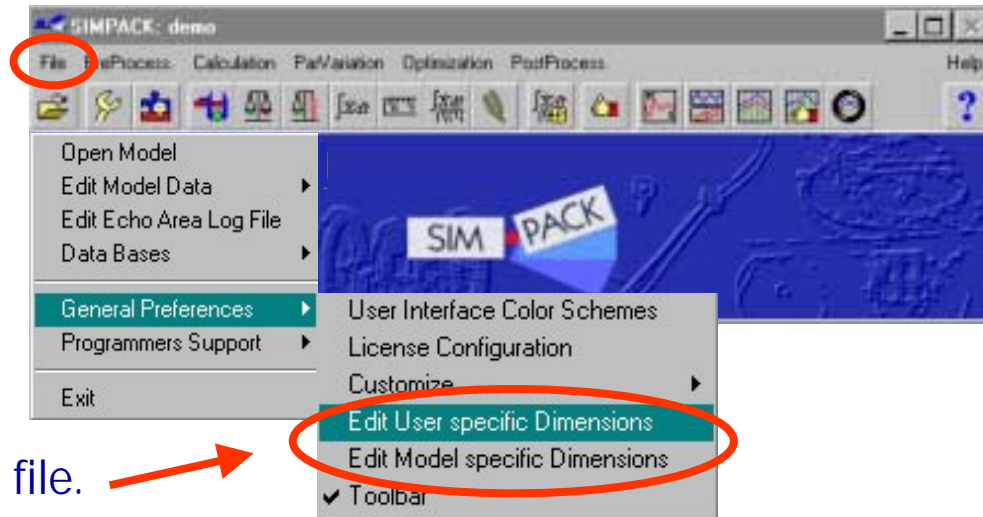 SIMPACK: demo
File PreProcess Calculation ParVariation Optimization PostProcess Help
?
Open Model
Edit Model Data
Edit Echo Area Log File
Data Bases
SIM PACK
General Preferences
Programmers Support
Exit
User Interface Color Schemes
License Configuration
Customize
Edit User specific Dimensions
Edit Model specific Dimensions
Toolbar
file.